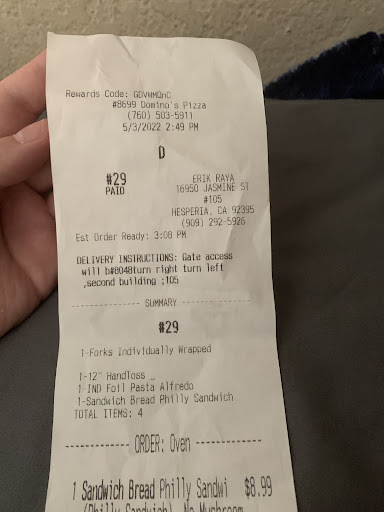 Rewards Code: GDVHMQnC
#8699 Domino's Pizza
(760) 503-5911
5/3/2022 2:49 PM
D
#29
PAID
ERIK RAYA
16950 JASMINE ST
#105
HESPERIA, CA 92395
(909) 292-5926
Est Order Ready: 3:08 PM
DELIVERY INSTRUCTIONS: Gate access
will b#8048turn right turn left
,second building ;105
SUMMARY
#29
1-Forks Individually Wrapped
1-12" Handtoss _
1-IND Foil Pasta Alfredo
1-Sandwich Bread Philly Sandwich
TOTAL ITEMS: 4
ORDER: Oven
1 Sandwich Bread Philly Sandwi $8.99
(Philly Sandwich) No Mushroom